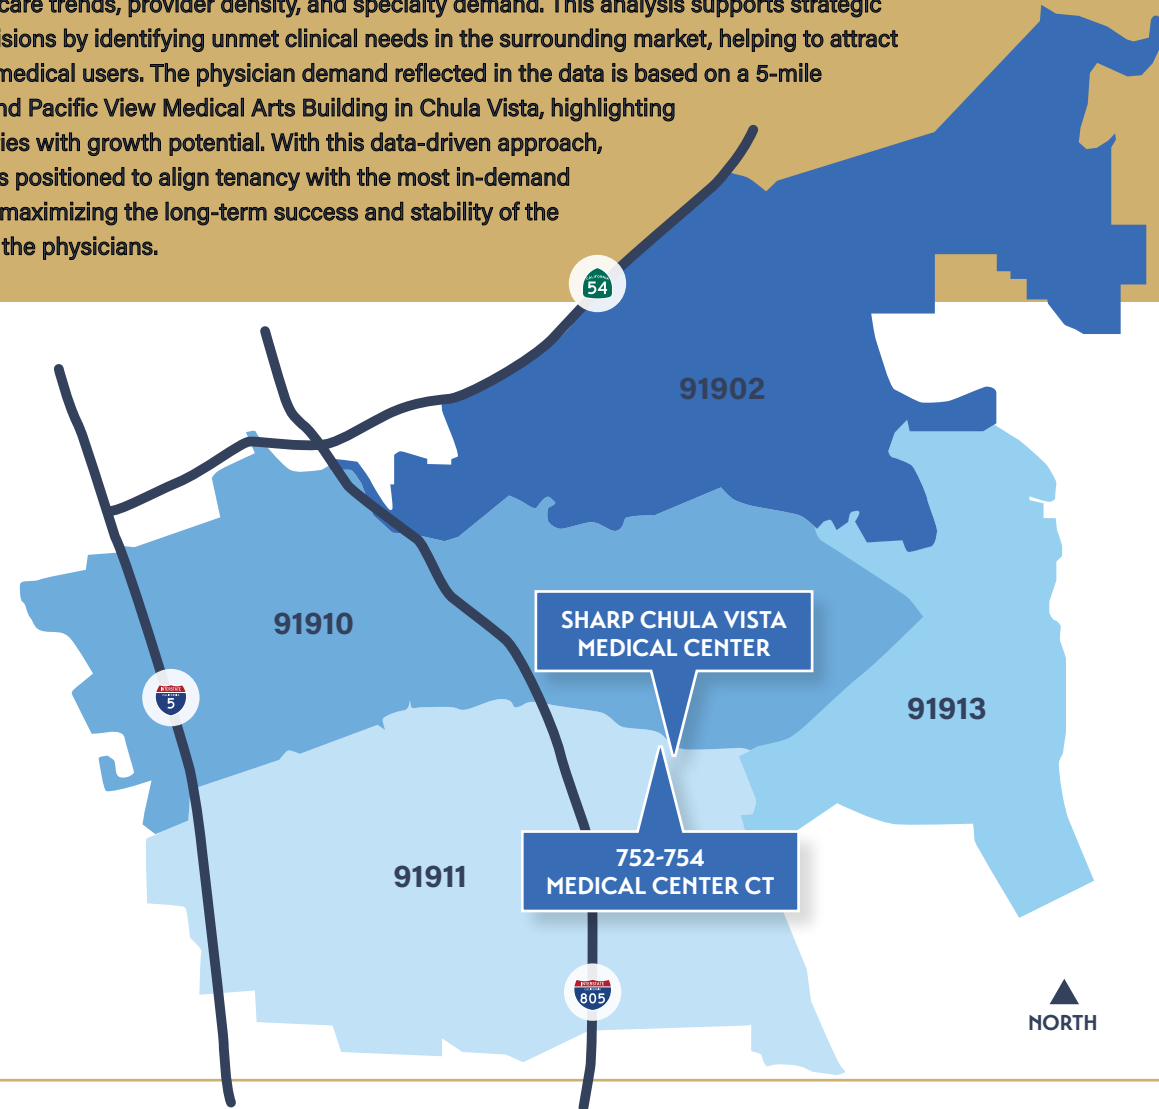 care trends, provider density, and specialty demand. This analysis supports strategic
isions by identifying unmet clinical needs in the surrounding market, helping to attract
medical users. The physician demand reflected in the data is based on a 5-mile
nd Pacific View Medical Arts Building in Chula Vista, highlighting
ies with growth potential. With this data-driven approach,
s positioned to align tenancy with the most in-demand
maximizing the long-term success and stability of the
the physicians.
54
91902
91910
SHARP CHULA VISTA
MEDICAL CENTER
INTERSTATE
5
91913
752-754
MEDICAL CENTER CT
91911
INTERSTATE
805
NORTH